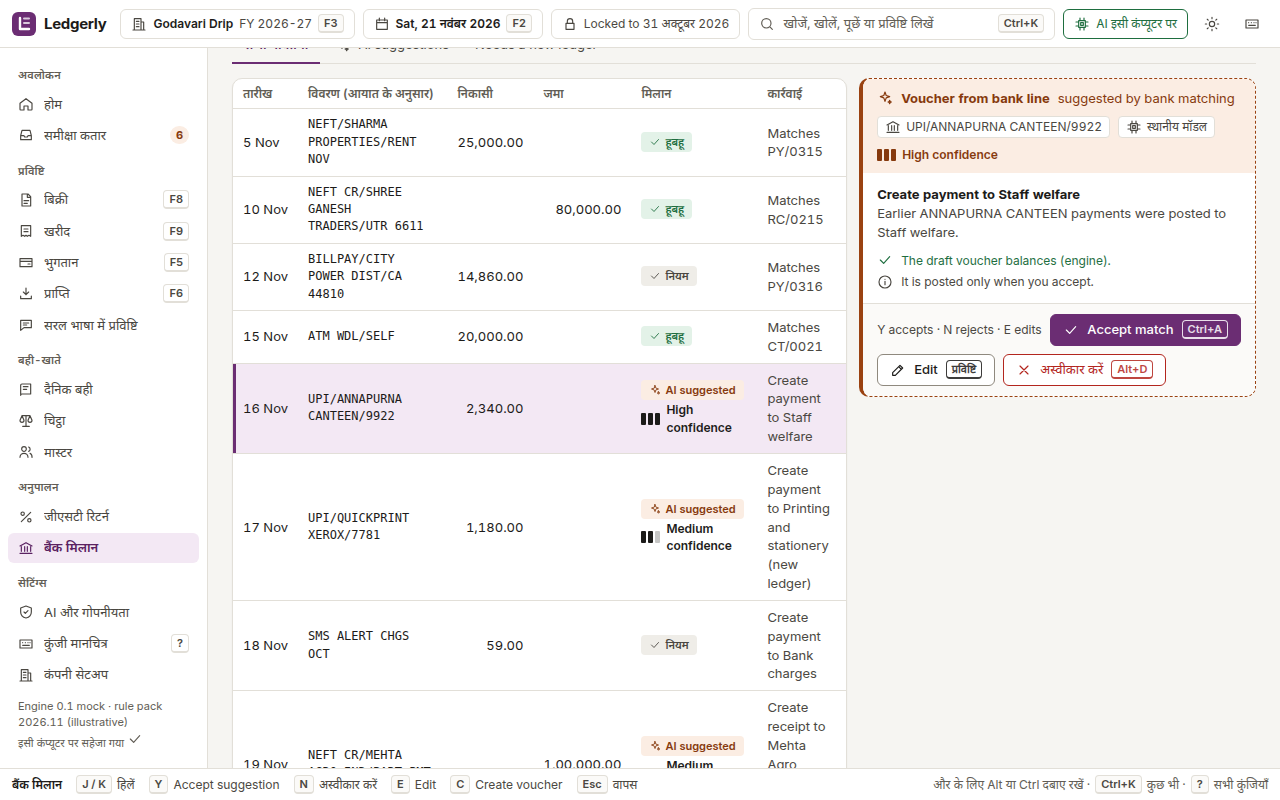 Ledgerly
Godavari Drip FY 2026-27 F3
Sat, 21 नवंबर 2026 F2
Locked to 31 अक्टूबर 2026
खोजें, खोलें, पूछें या प्रविष्टि लिखें Ctrl+K
AI इसी कंप्यूटर पर
अवलोकन
होम
समीक्षा कतार 6
प्रविष्टि
बिक्री F8
खरीद F9
भुगतान F5
प्राप्ति F6
सरल भाषा में प्रविष्टि
बही-खाते
दैनिक बही
चिट्ठा
मास्टर
अनुपालन
जीएसटी रिटर्न
बैंक मिलान
सेटिंग्स
AI और गोपनीयता
कुंजी मानचित्र ?
कंपनी सेटअप
Engine 0.1 mock · rule pack
2026.11 (illustrative)
इसी कंप्यूटर पर सहेजा गया
तारीख विवरण (आयात के अनुसार) निकासी जमा मिलान कार्रवाई
5 Nov NEFT/SHARMA PROPERTIES/RENT NOV 25,000.00 हूबहू Matches PY/0315
10 Nov NEFT CR/SHREE GANESH TRADERS/UTR 6611 80,000.00 हूबहू Matches RC/0215
12 Nov BILLPAY/CITY POWER DIST/CA 44810 14,860.00 नियम Matches PY/0316
15 Nov ATM WDL/SELF 20,000.00 हूबहू Matches CT/0021
16 Nov UPI/ANNAPURNA CANTEEN/9922 2,340.00 AI suggested High confidence Create payment to Staff welfare
17 Nov UPI/QUICKPRINT XEROX/7781 1,180.00 AI suggested Medium confidence Create payment to Printing and stationery (new ledger)
18 Nov SMS ALERT CHGS OCT 59.00 नियम Create payment to Bank charges
19 Nov NEFT CR/MEHTA 1,00,000.00 AI suggested Medium Create receipt to Mehta Agro
Voucher from bank line suggested by bank matching
UPI/ANNAPURNA CANTEEN/9922 स्थानीय मॉडल
High confidence
Create payment to Staff welfare
Earlier ANNAPURNA CANTEEN payments were posted to
Staff welfare.
The draft voucher balances (engine).
It is posted only when you accept.
Y accepts · N rejects · E edits Accept match Ctrl+A
Edit प्रविष्टि अस्वीकार करें Alt+D
बैंक मिलान J / K हिलें Y Accept suggestion N अस्वीकार करें E Edit C Create voucher Esc वापस
और के लिए Alt या Ctrl दबाए रखें · Ctrl+K कुछ भी · ? सभी कुंजियाँ